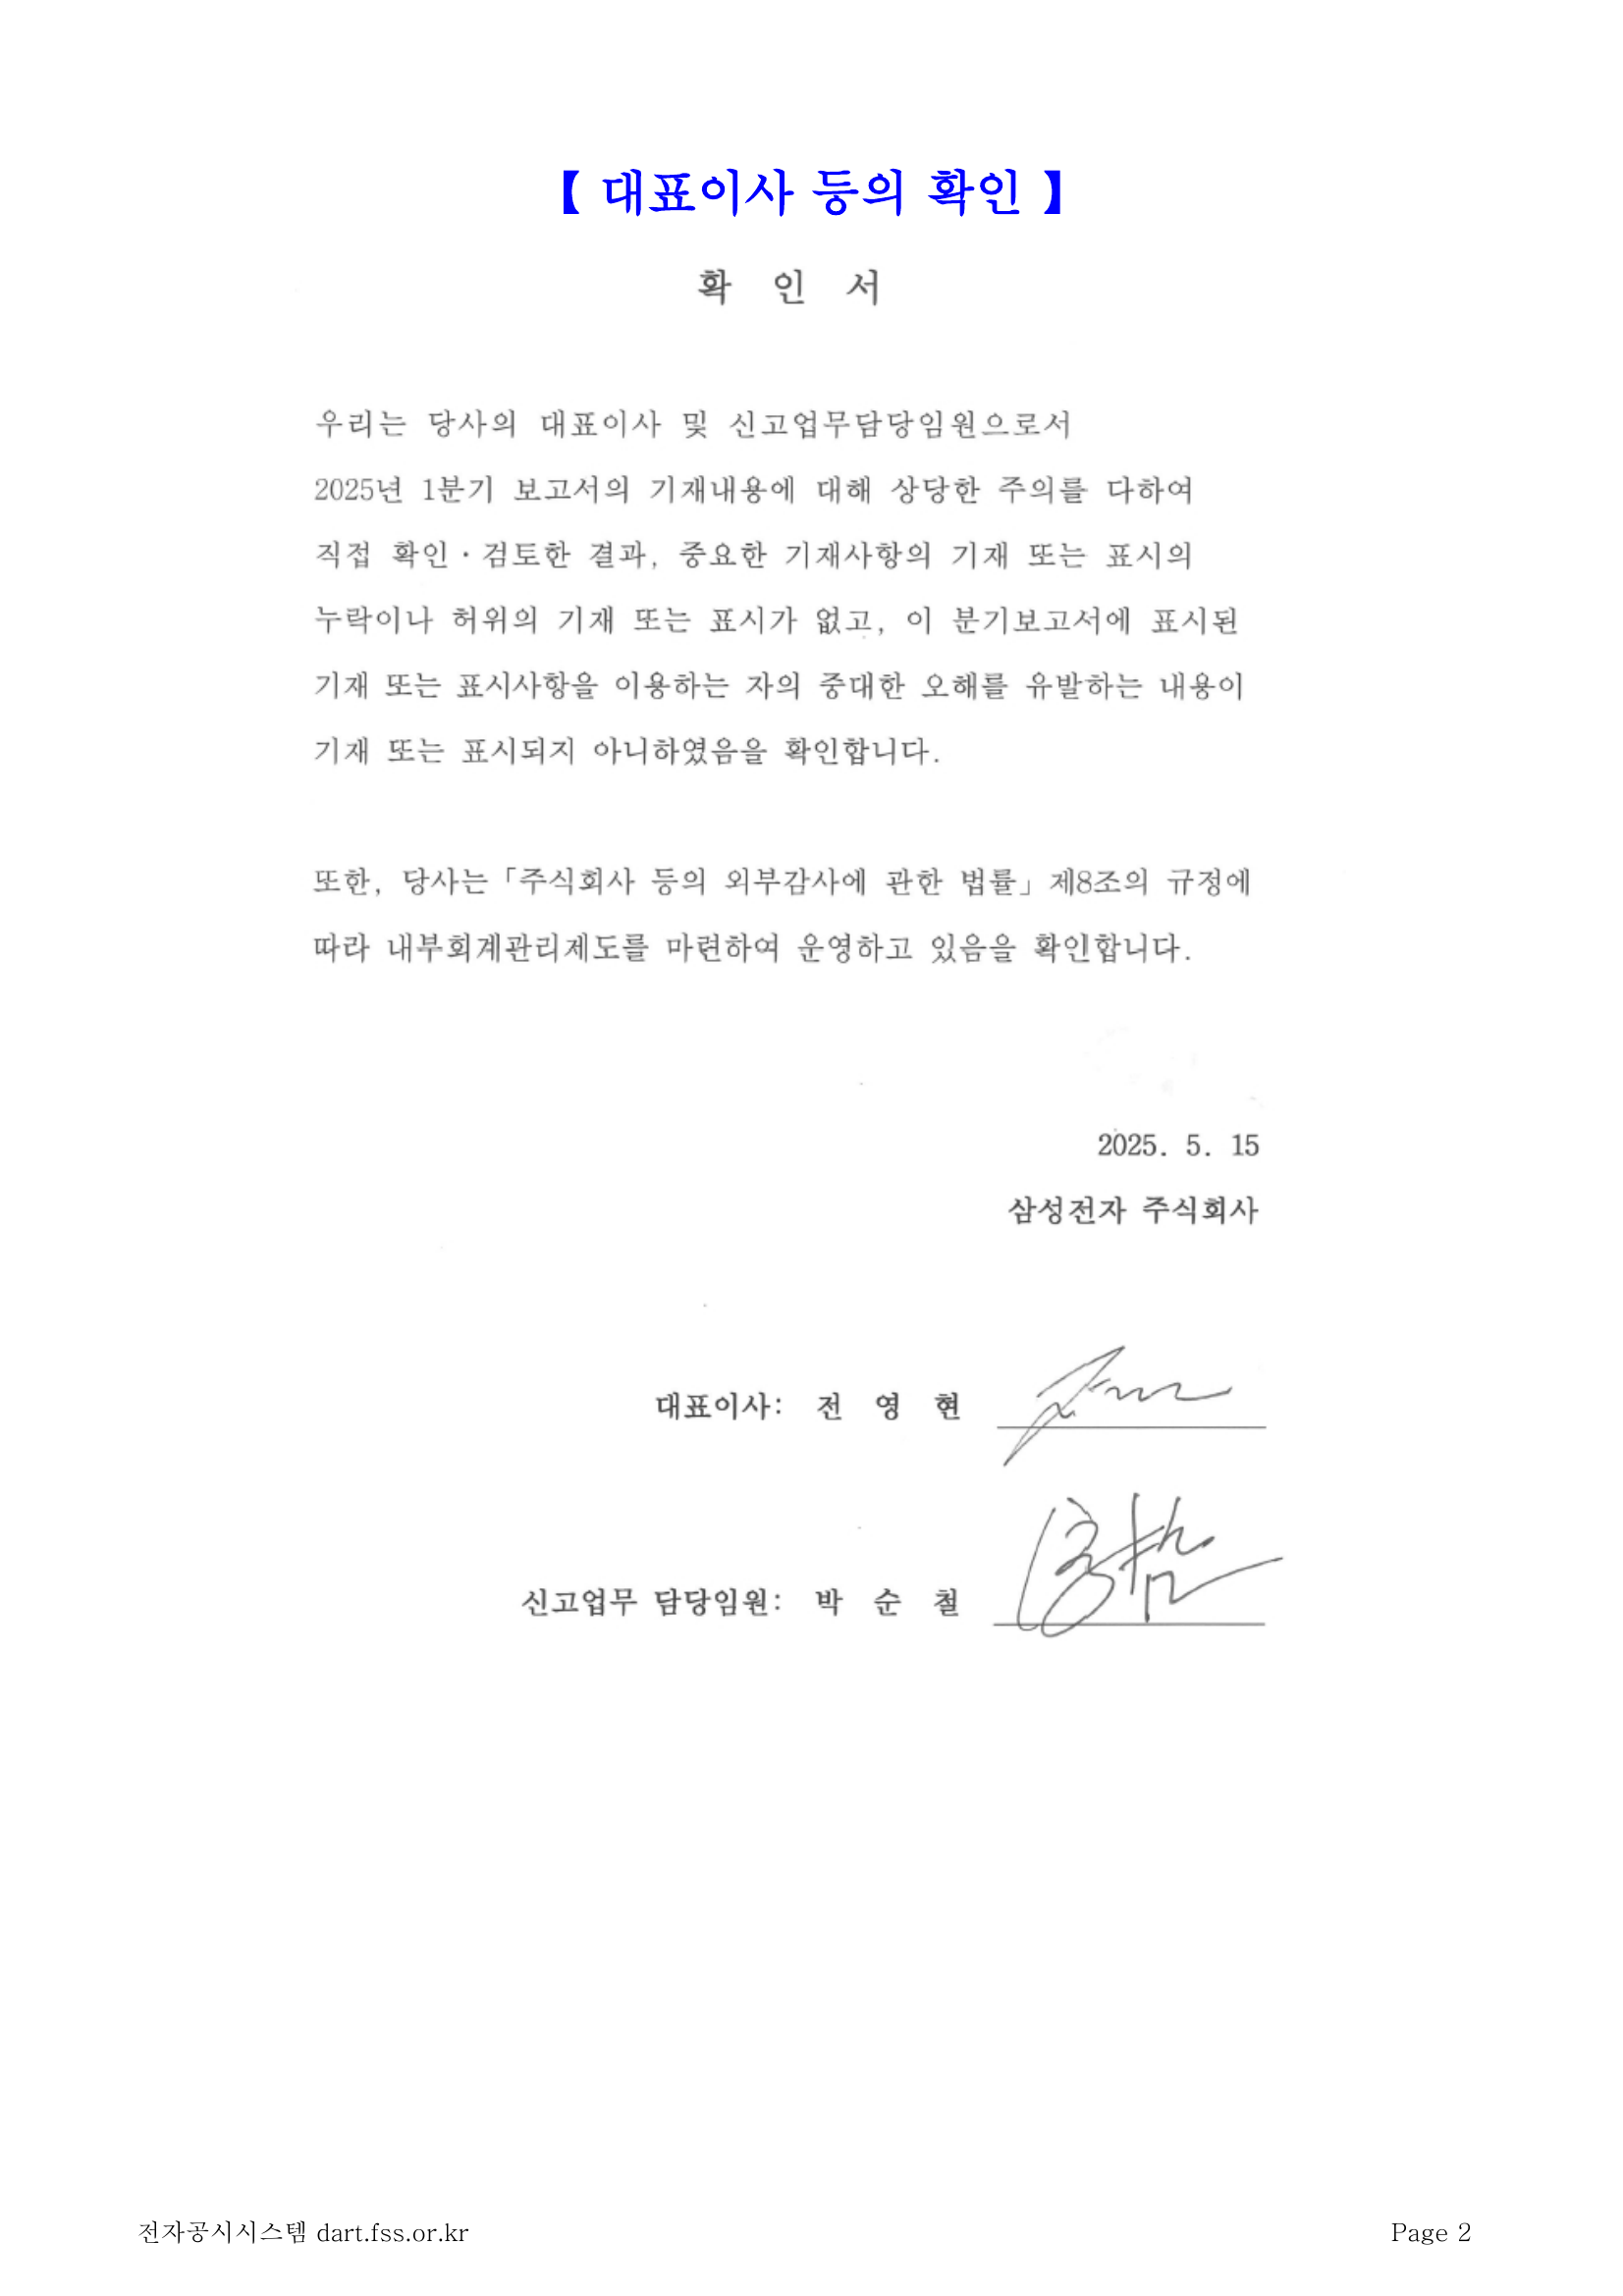 【 대표이사 등의 확인 】
확 인 서
우리는 당사의 대표이사 및 신고업무담당임원으로서
2025년 1분기 보고서의 기재내용에 대해 상당한 주의를 다하여
직접 확인·검토한 결과, 중요한 기재사항의 기재 또는 표시의
누락이나 허위의 기재 또는 표시가 없고, 이 분기보고서에 표시된
기재 또는 표시사항을 이용하는 자의 중대한 오해를 유발하는 내용이
기재 또는 표시되지 아니하였음을 확인합니다.
또한, 당사는「주식회사 등의 외부감사에 관한 법률」제8조의 규정에
따라 내부회계관리제도를 마련하여 운영하고 있음을 확인합니다.
2025. 5. 15
삼성전자 주식회사
대표이사: 전 영 현
신고업무 담당임원: 박 순 철
전자공시시스템 dart.fss.or.kr Page 2